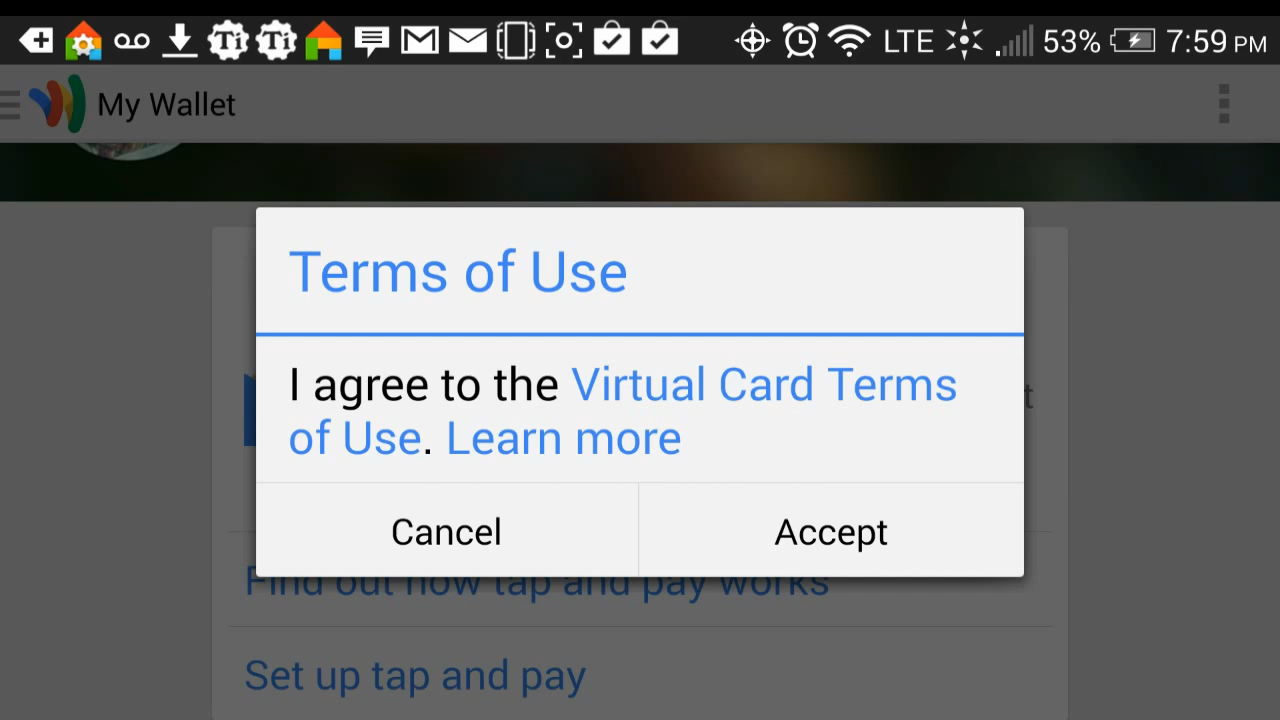 LTE 53% 7:59 PM
My Wallet
Terms of Use
I agree to the Virtual Card Terms
of Use. Learn more
Cancel Accept
Find out how tap and pay works
Set up tap and pay